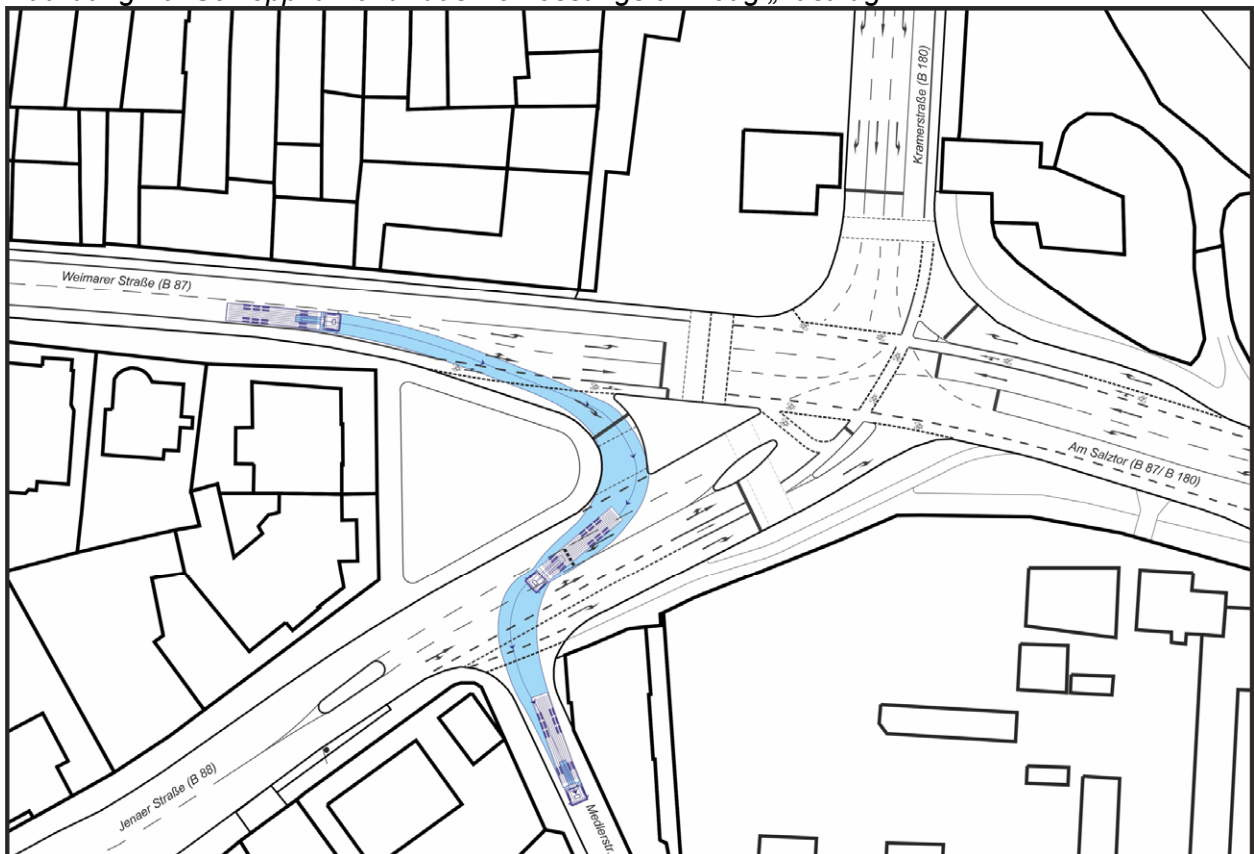 Kramerstraße (B 180)
Weimarer Straße (B 87)
Am Salztor (B 87/ B 180)
Jenaer Straße (B 88)
Medlerstr.